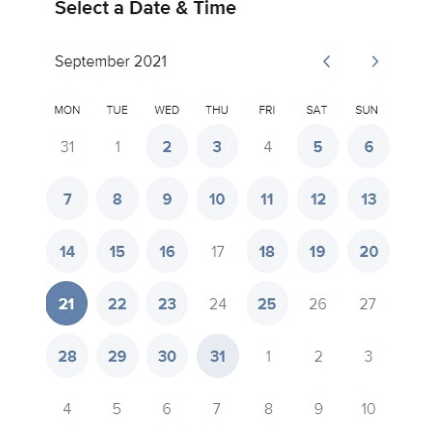 Select a Date & Time
September 2021
MON TUE WED THU FRI SAT SUN
31 1 2 3 4 5 6
7 8 9 10 11 12 13
14 15 16 17 18 19 20
21 22 23 24 25 26 27
28 29 30 31 1 2 3
4 5 6 7 8 9 10